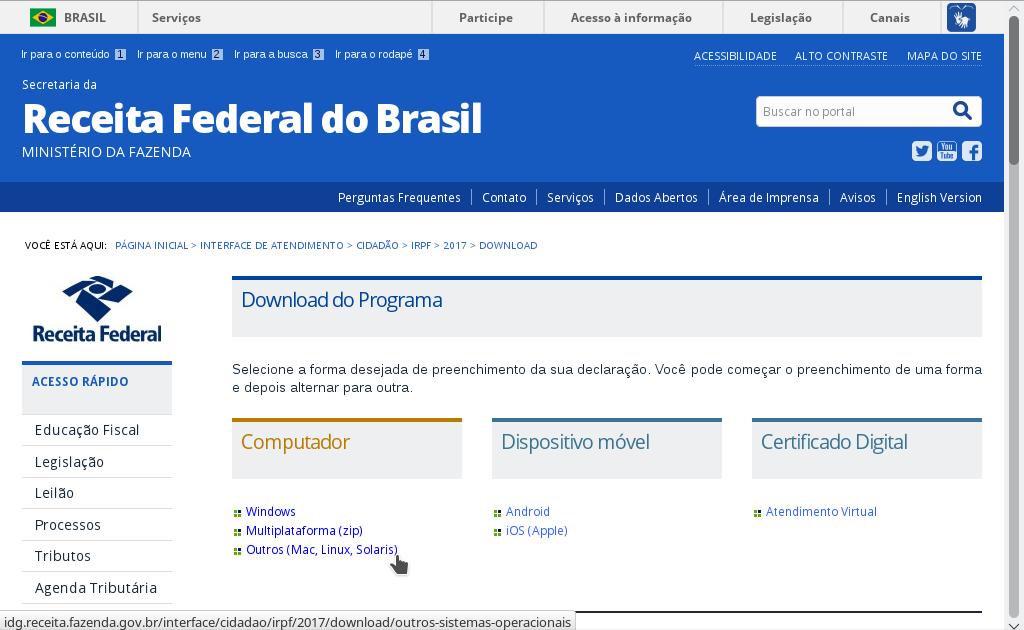 BRASIL Serviços Participe Acesso à informação Legislação Canais
Ir para o conteúdo 1 Ir para o menu 2 Ir para a busca 3 Ir para o rodapé 4
ACESSIBILIDADE ALTO CONTRASTE MAPA DO SITE
Secretaria da
Receita Federal do Brasil
MINISTÉRIO DA FAZENDA
Buscar no portal
You Tube
Perguntas Frequentes Contato Serviços Dados Abertos Área de Imprensa Avisos English Version
VOCÊ ESTÁ AQUI: PÁGINA INICIAL > INTERFACE DE ATENDIMENTO > CIDADÃO > IRPF > 2017 > DOWNLOAD
Receita Federal
ACESSO RÁPIDO
Educação Fiscal
Legislação
Leilão
Processos
Tributos
Agenda Tributária
Download do Programa
Selecione a forma desejada de preenchimento da sua declaração. Você pode começar o preenchimento de uma forma
e depois alternar para outra.
Computador
Windows
Multiplataforma (zip)
Outros (Mac, Linux, Solaris)
Dispositivo móvel
Android
iOS (Apple)
Certificado Digital
Atendimento Virtual
idg.receita.fazenda.gov.br/interface/cidadao/irpf/2017/download/outros-sistemas-operacionais